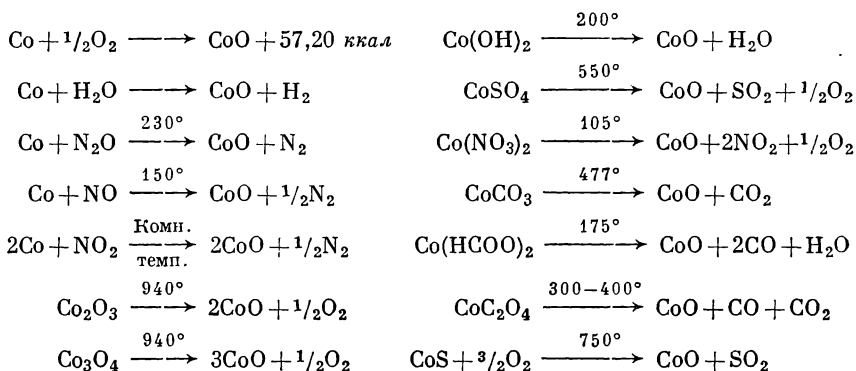 Co + 1/2O₂ ⟶ CoO + 57,20 ккал
Co + H₂O ⟶ CoO + H₂
Co + N₂O 230° ⟶ CoO + N₂
Co + NO 150° ⟶ CoO + 1/2N₂
2Co + NO₂ Комн. темп. ⟶ 2CoO + 1/2N₂
Co₂O₃ 940° ⟶ 2CoO + 1/2O₂
Co₃O₄ 940° ⟶ 3CoO + 1/2O₂
Co(OH)₂ 200° ⟶ CoO + H₂O
CoSO₄ 550° ⟶ CoO + SO₂ + 1/2O₂
Co(NO₃)₂ 105° ⟶ CoO + 2NO₂ + 1/2O₂
CoCO₃ 477° ⟶ CoO + CO₂
Co(HCOO)₂ 175° ⟶ CoO + 2CO + H₂O
CoC₂O₄ 300—400° ⟶ CoO + CO + CO₂
CoS + 3/2O₂ 750° ⟶ CoO + SO₂